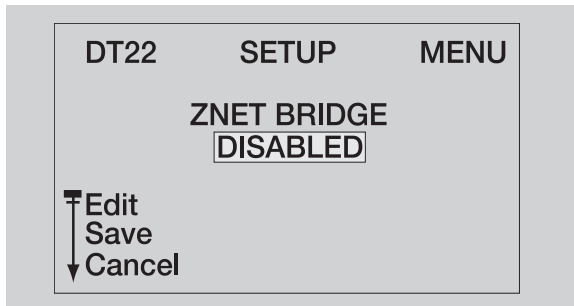 DT22 SETUP MENU
ZNET BRIDGE
DISABLED
Edit
Save
Cancel